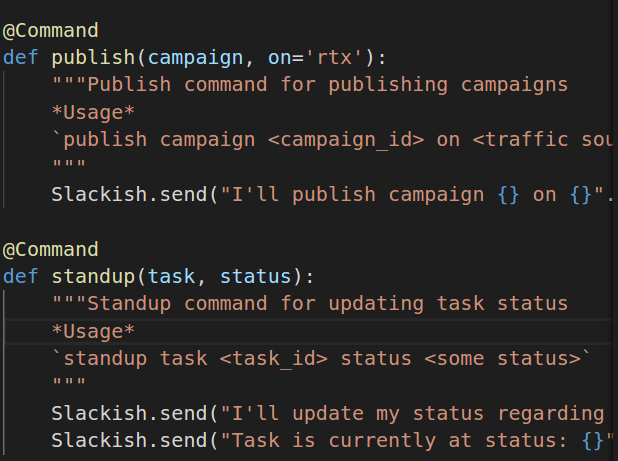 @Command
def publish(campaign, on='rtx'):
    """Publish command for publishing campaigns
    *Usage*
    `publish campaign <campaign_id> on <traffic sou
    """
    Slackish.send("I'll publish campaign {} on {}".
@Command
def standup(task, status):
    """Standup command for updating task status
    *Usage*
    `standup task <task_id> status <some status>`
    """
    Slackish.send("I'll update my status regarding
    Slackish.send("Task is currently at status: {}"